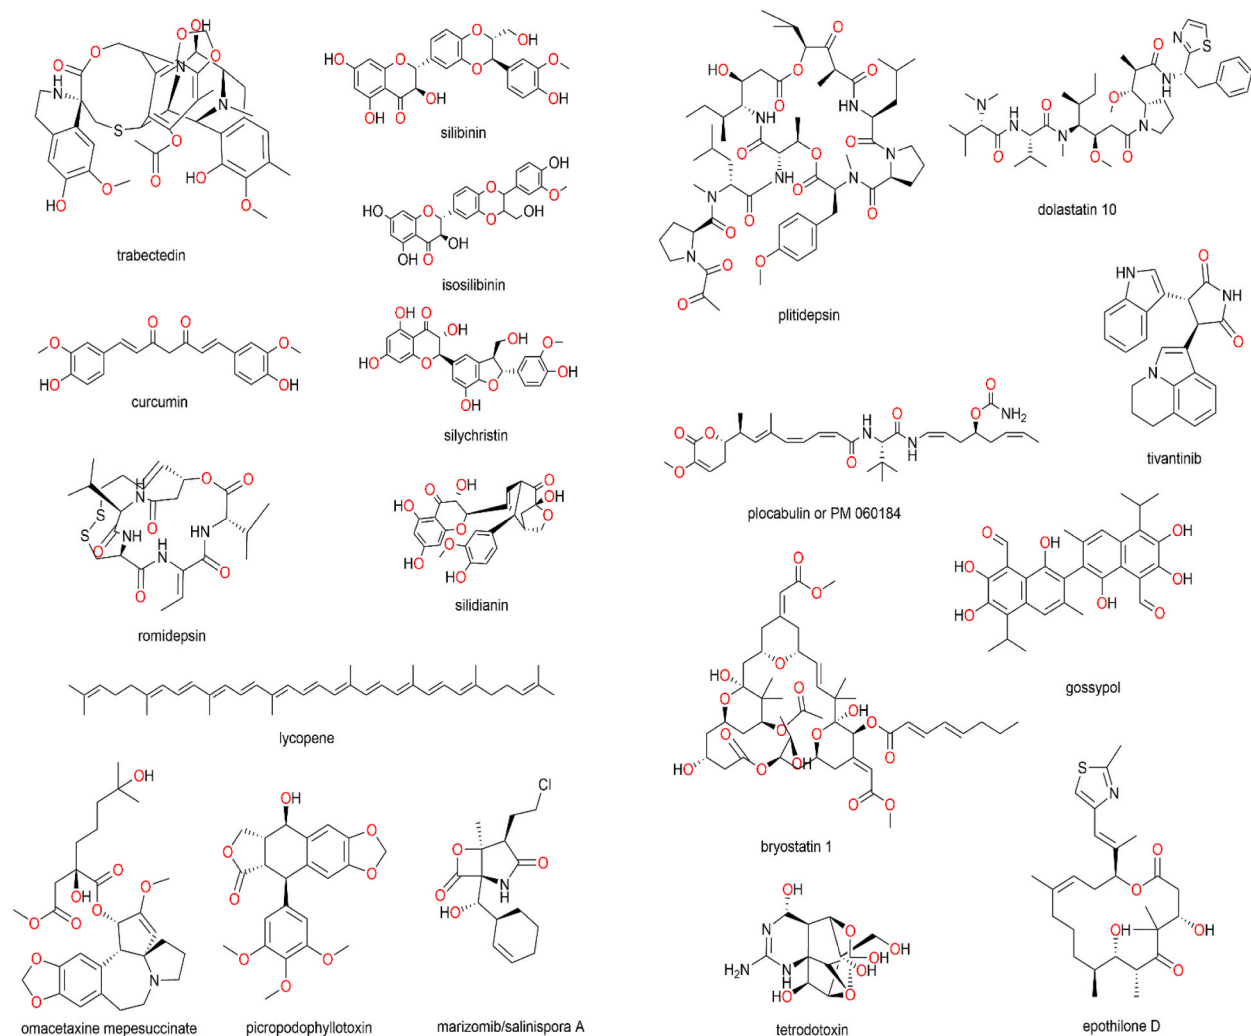 trabectedin
silibinin
isosilibinin
curcumin
silychristin
romidepsin
silidianin
lycopene
omacetaxine mepesuccinate
picropodophyllotoxin
marizomib/salinispora A
plitidepsin
dolastatin 10
tivantinib
plocabulin or PM 060184
gossypol
bryostatin 1
tetrodotoxin
epothilone D